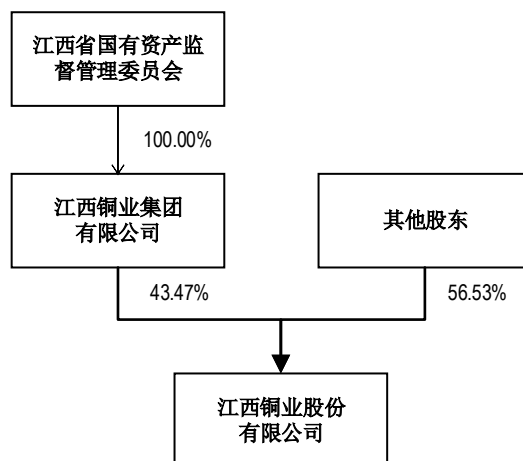 江西省国有资产监
督管理委员会
100.00%
江西铜业集团
有限公司
其他股东
43.47%
56.53%
江西铜业股份
有限公司